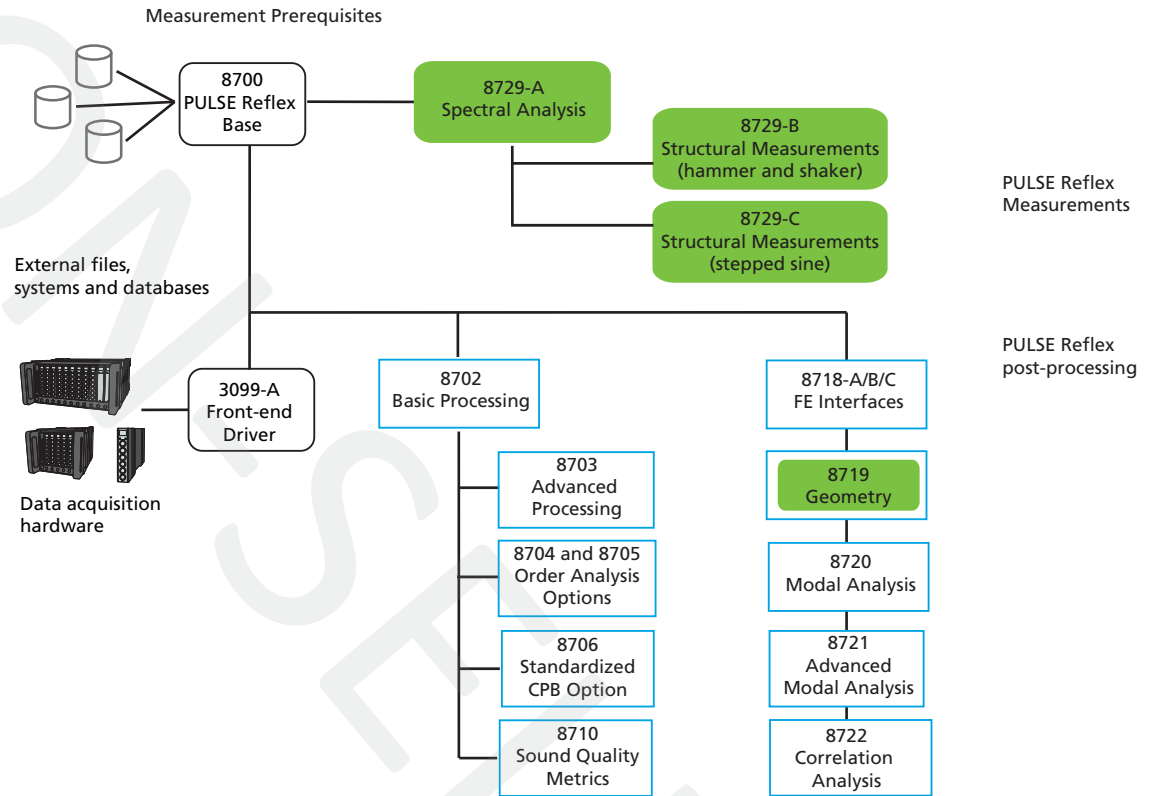 Measurement Prerequisites
8700
PULSE Reflex
Base
8729-A
Spectral Analysis
8729-B
Structural Measurements
(hammer and shaker)
8729-C
Structural Measurements
(stepped sine)
PULSE Reflex
Measurements
External files,
systems and databases
PULSE Reflex
post-processing
3099-A
Front-end
Driver
Data acquisition
hardware
8702
Basic Processing
8703
Advanced
Processing
8704 and 8705
Order Analysis
Options
8706
Standardized
CPB Option
8710
Sound Quality
Metrics
8718-A/B/C
FE Interfaces
8719
Geometry
8720
Modal Analysis
8721
Advanced
Modal Analysis
8722
Correlation
Analysis